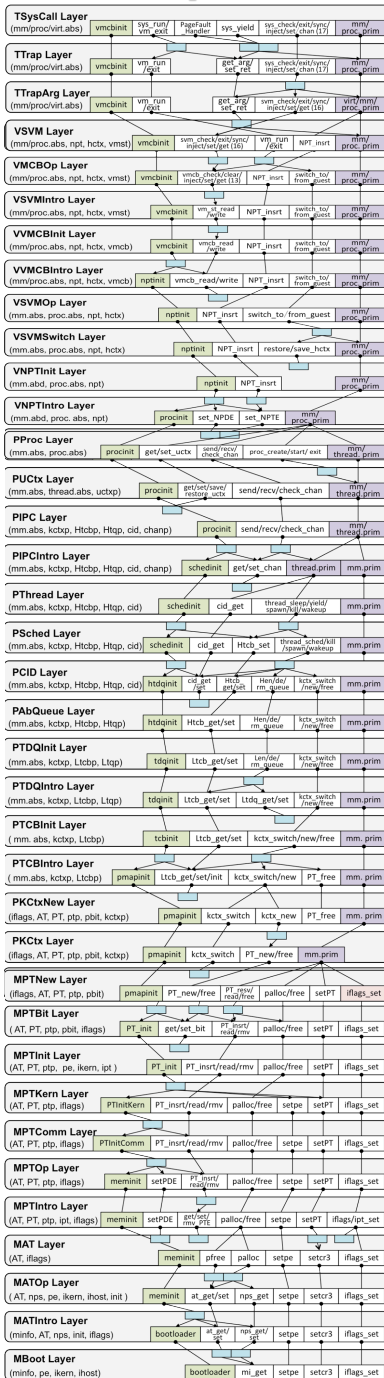 TSysCall Layer
(mm/proc/virt.abs)
vmcbinit sys_run/ vm_exit PageFault _Handler sys_yield sys_check/exit/sync/ inject/set_chan (17) mm/ proc_prim
TTrap Layer
(mm/proc/virt.abs)
vmcbinit vm_run /exit get_arg/ set_ret sys_check/exit/sync/ inject/set_chan (17) mm/ proc_prim
TTrapArg Layer
(mm/proc/virt.abs)
vmcbinit vm_run /exit get_arg/ set_ret svm_check/exit/sync/ inject/set/get (16) virt/mm/ proc_prim
VSVM Layer
(mm/proc.abs, npt, hctx, vmst)
vmcbinit svm_check/exit/sync/ inject/set/get (16) vm_run /exit NPT_insrt mm/ proc_prim
VMCBOp Layer
(mm/proc.abs, npt, hctx, vmst)
vmcbinit vmcb_check/clear/ inject/set/get (13) NPT_insrt switch_to/ from_guest mm/ proc_prim
VSVMIntro Layer
(mm/proc.abs, npt, hctx, vmst)
vmcbinit vm_st_read /write NPT_insrt switch_to/ from_guest mm/ proc_prim
VVMCBInit Layer
(mm/proc.abs, npt, hctx, vmcb)
vmcbinit vmcb_read /write NPT_insrt switch_to/ from_guest mm/ proc_prim
VVMCBIntro Layer
(mm/proc.abs, npt, hctx, vmcb)
nptinit vmcb_read/write NPT_insrt switch_to/ from_guest mm/ proc_prim
VSVMOp Layer
(mm/proc.abs, npt, hctx)
nptinit NPT_insrt switch_to/ from_guest mm/ proc_prim
VSVMSwitch Layer
(mm.abs, proc.abs, npt, hctx)
nptinit NPT_insrt restore/save_hctx mm/ proc_prim
VNPTInit Layer
(mm.abd, proc.abs, npt)
nptinit NPT_insrt mm/ proc_prim
VNPTIntro Layer
(mm.abd, proc.abs, npt)
procinit set_NPDE set_NPTE mm/ proc_prim
PProc Layer
(mm.abs, proc.abs)
procinit get/set_uctx send/recv/ check_chan proc_create/start/ exit mm/ thread.prim
PUCtx Layer
(mm.abs, thread.abs, uctxp)
procinit get/set/save/ restore_uctx send/recv/check_chan mm/ thread.prim
PIPC Layer
(mm.abs, kctxp, Htcbp, Htqp, cid, chanp)
procinit send/recv/check_chan mm/ thread.prim
PIPCIntro Layer
(mm.abs, kctxp, Htcbp, Htqp, cid, chanp)
schedinit get/set_chan thread.prim mm.prim
PThread Layer
(mm.abs, kctxp, Htcbp, Htqp, cid)
schedinit cid_get thread_sleep/yield/ spawn/kill/wakeup mm.prim
PSched Layer
(mm.abs, kctxp, Htcbp, Htqp, cid)
schedinit cid_get Htcb_set thread_sched/kill /spawn/wakeup mm.prim
PCID Layer
(mm.abs, kctxp, Htcbp, Htqp, cid)
htdqinit cid_get /set Htcb_ get/set Hen/de/ rm_queue kctx_switch /new/free mm.prim
PAbQueue Layer
(mm.abs, kctxp, Htcbp, Htqp)
htdqinit Htcb_get/set Hen/de/ rm_queue kctx_switch /new/free mm.prim
PTDQInit Layer
(mm.abs, kctxp, Ltcbp, Ltqp)
tdqinit Ltcb_get/set Len/de/ rm_queue kctx_switch /new/free mm.prim
PTDQIntro Layer
(mm.abs, kctxp, Ltcbp, Ltqp)
tdqinit Ltcb_get/set Ltdq_get/set kctx_switch /new/free mm.prim
PTCBInit Layer
( mm. abs, kctxp, Ltcbp)
tcbinit Ltcb_get/set kctx_switch/new/free mm. prim
PTCBIntro Layer
( mm.abs, kctxp, Ltcbp)
pmapinit Ltcb_get/set/init kctx_switch/new PT_free mm. prim
PKCtxNew Layer
(iflags, AT, PT, ptp, pbit, kctxp)
pmapinit kctx_switch kctx_new PT_free mm. prim
PKCtx Layer
(iflags, AT, PT, ptp, pbit, kctxp)
pmapinit kctx_switch PT_new/free mm.prim
MPTNew Layer
(iflags, AT, PT, ptp, pbit)
pmapinit PT_new/free PT_resv/ read/free palloc/free setPT iflags_set
MPTBit Layer
( AT, PT, ptp, pbit, iflags)
PT_init get/set_bit PT_insrt/ read/rmv palloc/free setPT iflags_set
MPTInit Layer
(AT, PT, ptp, pe, ikern, ipt )
PT_init PT_insrt/read/rmv palloc/free setPT iflags_set
MPTKern Layer
(AT, PT, ptp, iflags)
PTInitKern PT_insrt/read/rmv palloc/free setpe setPT iflags_set
MPTComm Layer
(AT, PT, ptp, iflags)
PTInitComm PT_insrt/read/rmv palloc/free setpe setPT iflags_set
MPTOp Layer
(AT, PT, ptp, iflags)
meminit setPDE PT_insrt/ read/rmv palloc/free setpe setPT iflags_set
MPTIntro Layer
(AT, PT, ptp, ipt, iflags)
meminit setPDE get/set/ rmv_PTE palloc/free setpe setPT iflags/ipt_set
MAT Layer
(AT, iflags)
meminit pfree palloc setpe setcr3 iflags_set
MATOp Layer
( AT, nps, pe, ikern, ihost, init )
meminit at_get/set nps_get setpe setcr3 iflags_set
MATIntro Layer
(minfo, AT, nps, init, iflags)
bootloader at_get/ set nps_get/ set setpe setcr3 iflags_set
MBoot Layer
(minfo, pe, ikern, ihost)
bootloader mi_get setpe setcr3 iflags_set